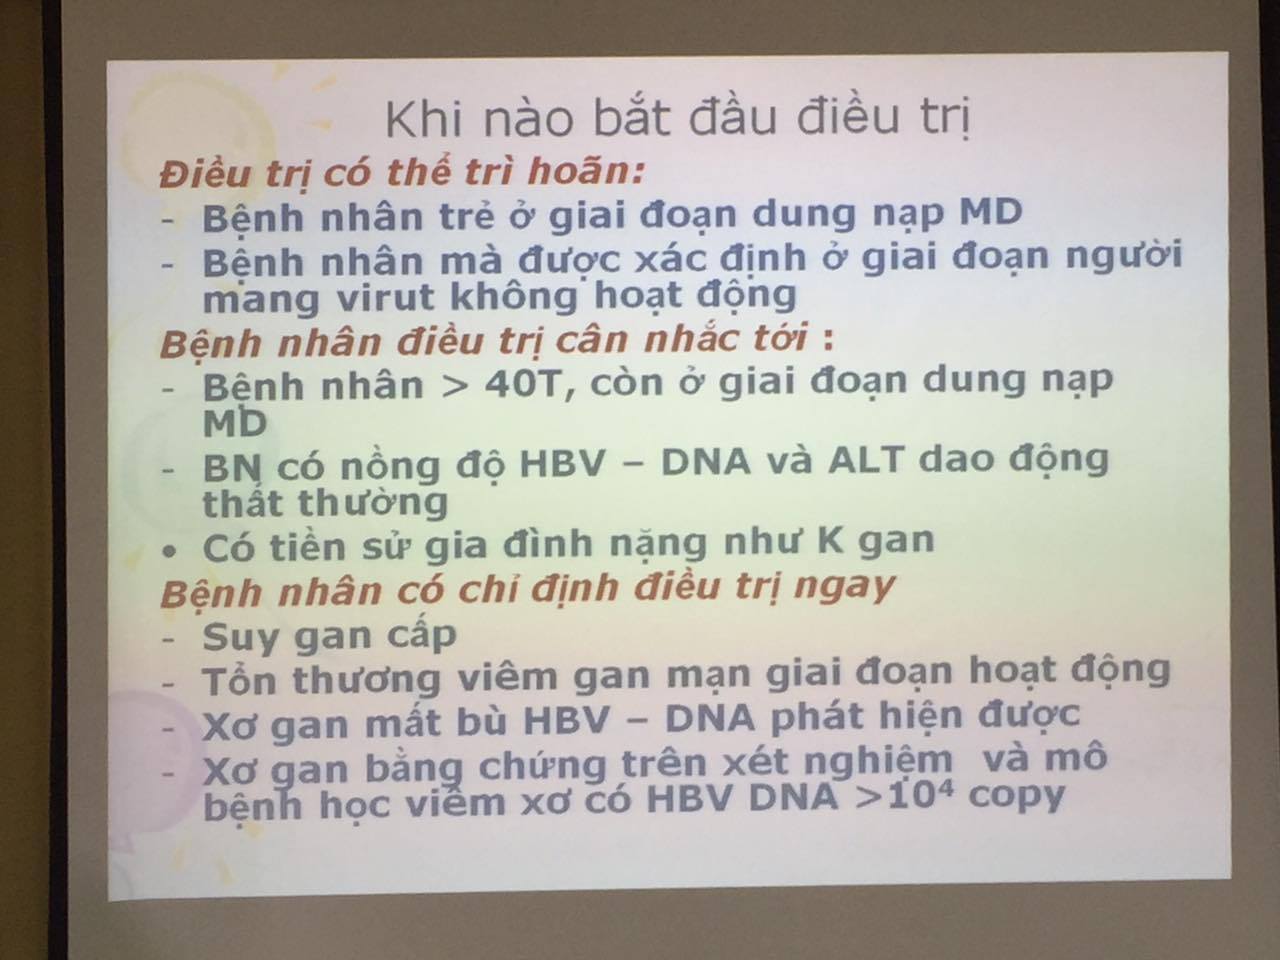 Khi nào bắt đầu điều trị
Điều trị có thể trì hoãn:
- Bệnh nhân trẻ ở giai đoạn dung nạp MD
- Bệnh nhân mà được xác định ở giai đoạn người
mang virut không hoạt động
Bệnh nhân điều trị cân nhắc tới :
- Bệnh nhân > 40T, còn ở giai đoạn dung nạp
MD
- BN có nồng độ HBV – DNA và ALT dao động
thất thường
• Có tiền sử gia đình nặng như K gan
Bệnh nhân có chỉ định điều trị ngay
- Suy gan cấp
- Tổn thương viêm gan mạn giai đoạn hoạt động
- Xơ gan mất bù HBV – DNA phát hiện được
- Xơ gan bằng chứng trên xét nghiệm và mô
bệnh học viêm xơ có HBV DNA >10⁴ copy